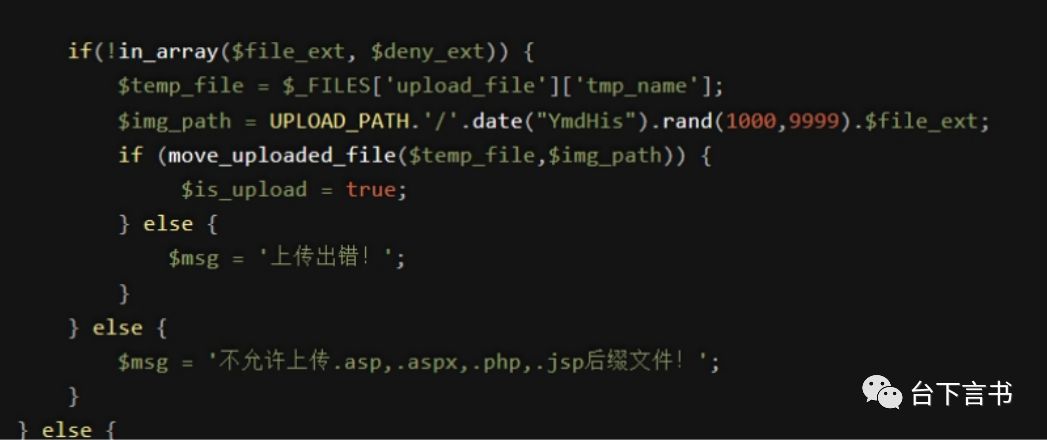 if(!in_array($file_ext, $deny_ext)) {
$temp_file = $_FILES['upload_file']['tmp_name'];
$img_path = UPLOAD_PATH.'/'.date("YmdHis").rand(1000,9999).$file_ext;
if (move_uploaded_file($temp_file,$img_path)) {
$is_upload = true;
} else {
$msg = '上传出错！';
}
} else {
$msg = '不允许上传.asp,.aspx,.php,.jsp后缀文件！';
}
} else {
台下言书